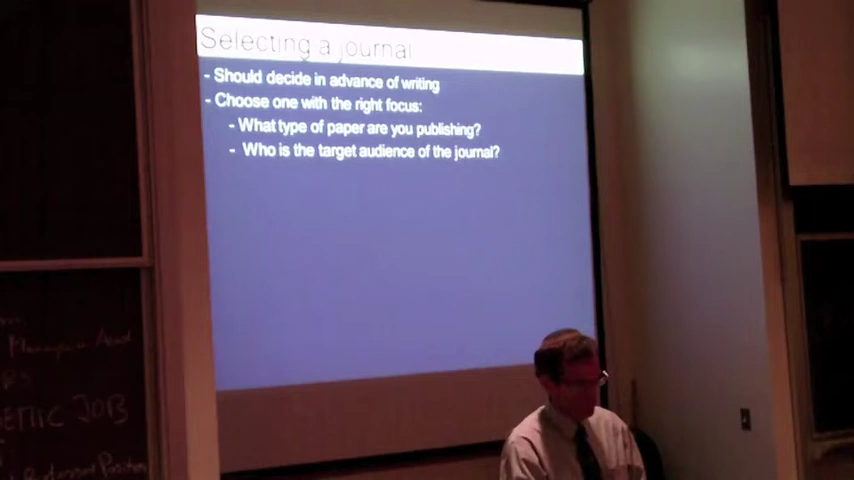 Selecting a journal
- Should decide in advance of writing
- Choose one with the right focus:
- What type of paper are you publishing?
- Who is the target audience of the journal?
JOB